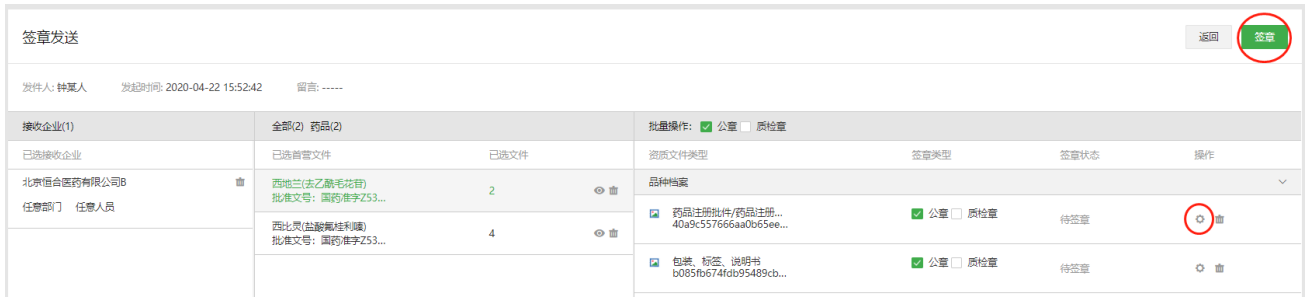 签章发送
返回
签章
发件人: 钟某人 发起时间: 2020-04-22 15:52:42 留言: -----
接收企业(1)
全部(2) 药品(2)
批量操作: 公章 质检章
已选接收企业
已选首营文件
已选文件
资质文件类型
签章类型
签章状态
操作
北京恒合医药有限公司B
任意部门 任意人员
西地兰(去乙酰毛花苷)
批准文号：国药准字Z53...
2
西比灵(盐酸氟桂利嗪)
批准文号：国药准字Z53...
4
品种档案
药品注册批件/药品注册...
40a9c557666aa0b65ee...
公章 质检章
待签章
包装、标签、说明书
b085fb674fdb95489cb...
公章 质检章
待签章